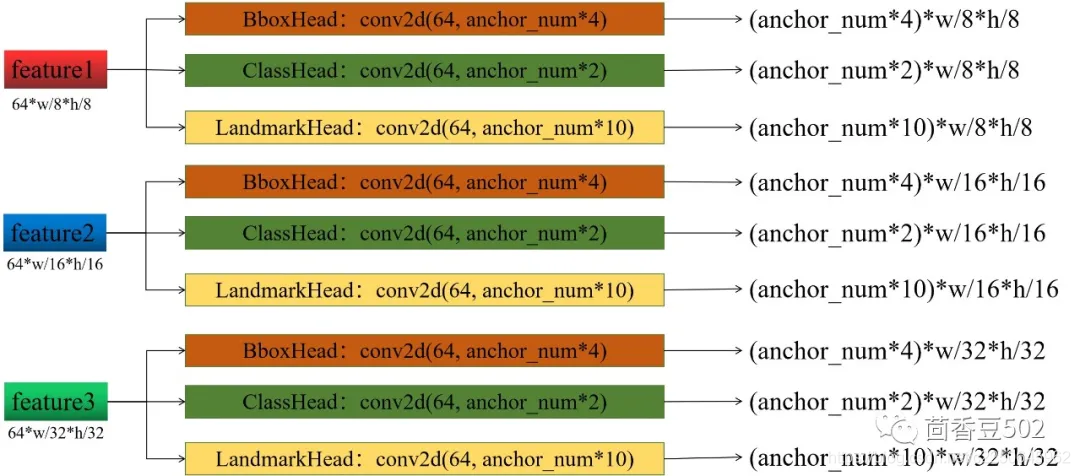 BboxHead：conv2d(64, anchor_num*4)
(anchor_num*4)*w/8*h/8
feature1
64*w/8*h/8
ClassHead：conv2d(64, anchor_num*2)
(anchor_num*2)*w/8*h/8
LandmarkHead：conv2d(64, anchor_num*10)
(anchor_num*10)*w/8*h/8
BboxHead：conv2d(64, anchor_num*4)
(anchor_num*4)*w/16*h/16
feature2
64*w/16*h/16
ClassHead：conv2d(64, anchor_num*2)
(anchor_num*2)*w/16*h/16
LandmarkHead：conv2d(64, anchor_num*10)
(anchor_num*10)*w/16*h/16
BboxHead：conv2d(64, anchor_num*4)
(anchor_num*4)*w/32*h/32
feature3
64*w/32*h/32
ClassHead：conv2d(64, anchor_num*2)
(anchor_num*2)*w/32*h/32
茴香豆502
LandmarkHead：conv2d(64, anchor_num*10)
(anchor_num*10)*w/32*h/32